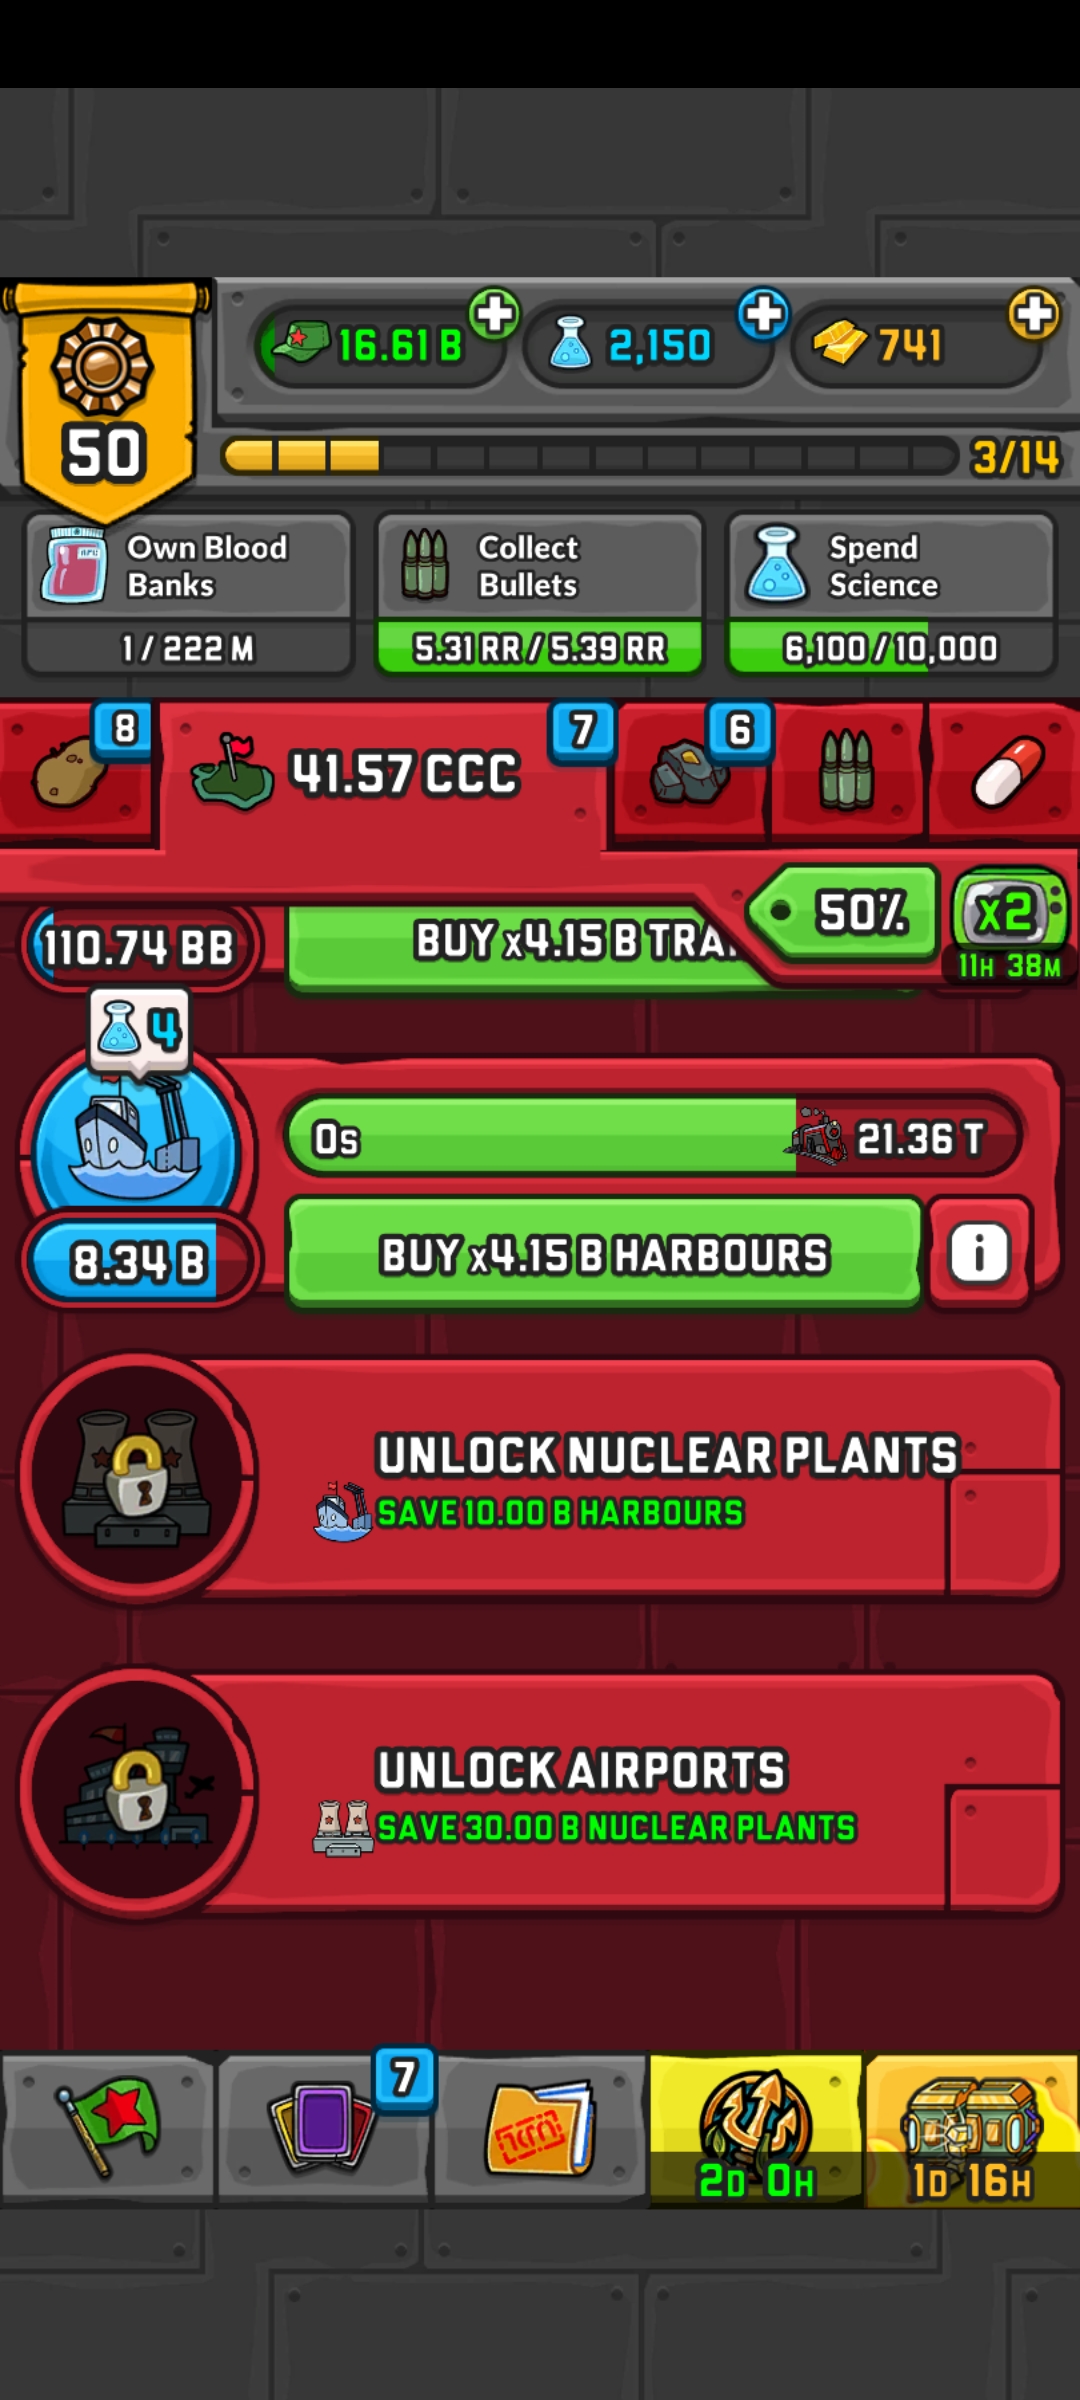 16.61 B
2,150
741
50
3/14
Own Blood
Banks
1 / 222 M
Collect
Bullets
5.31 RR / 5.39 RR
Spend
Science
6,100 / 10,000
8
41.57 CCC
7
6
50%
x2
11H 38M
110.74 BB
BUY x4.15 B TRA
4
0s
21.36 T
8.34 B
BUY x4.15 B HARBOURS
i
UNLOCK NUCLEAR PLANTS
SAVE 10.00 B HARBOURS
UNLOCK AIRPORTS
SAVE 30.00 B NUCLEAR PLANTS
7
2D 0H
1D 16H